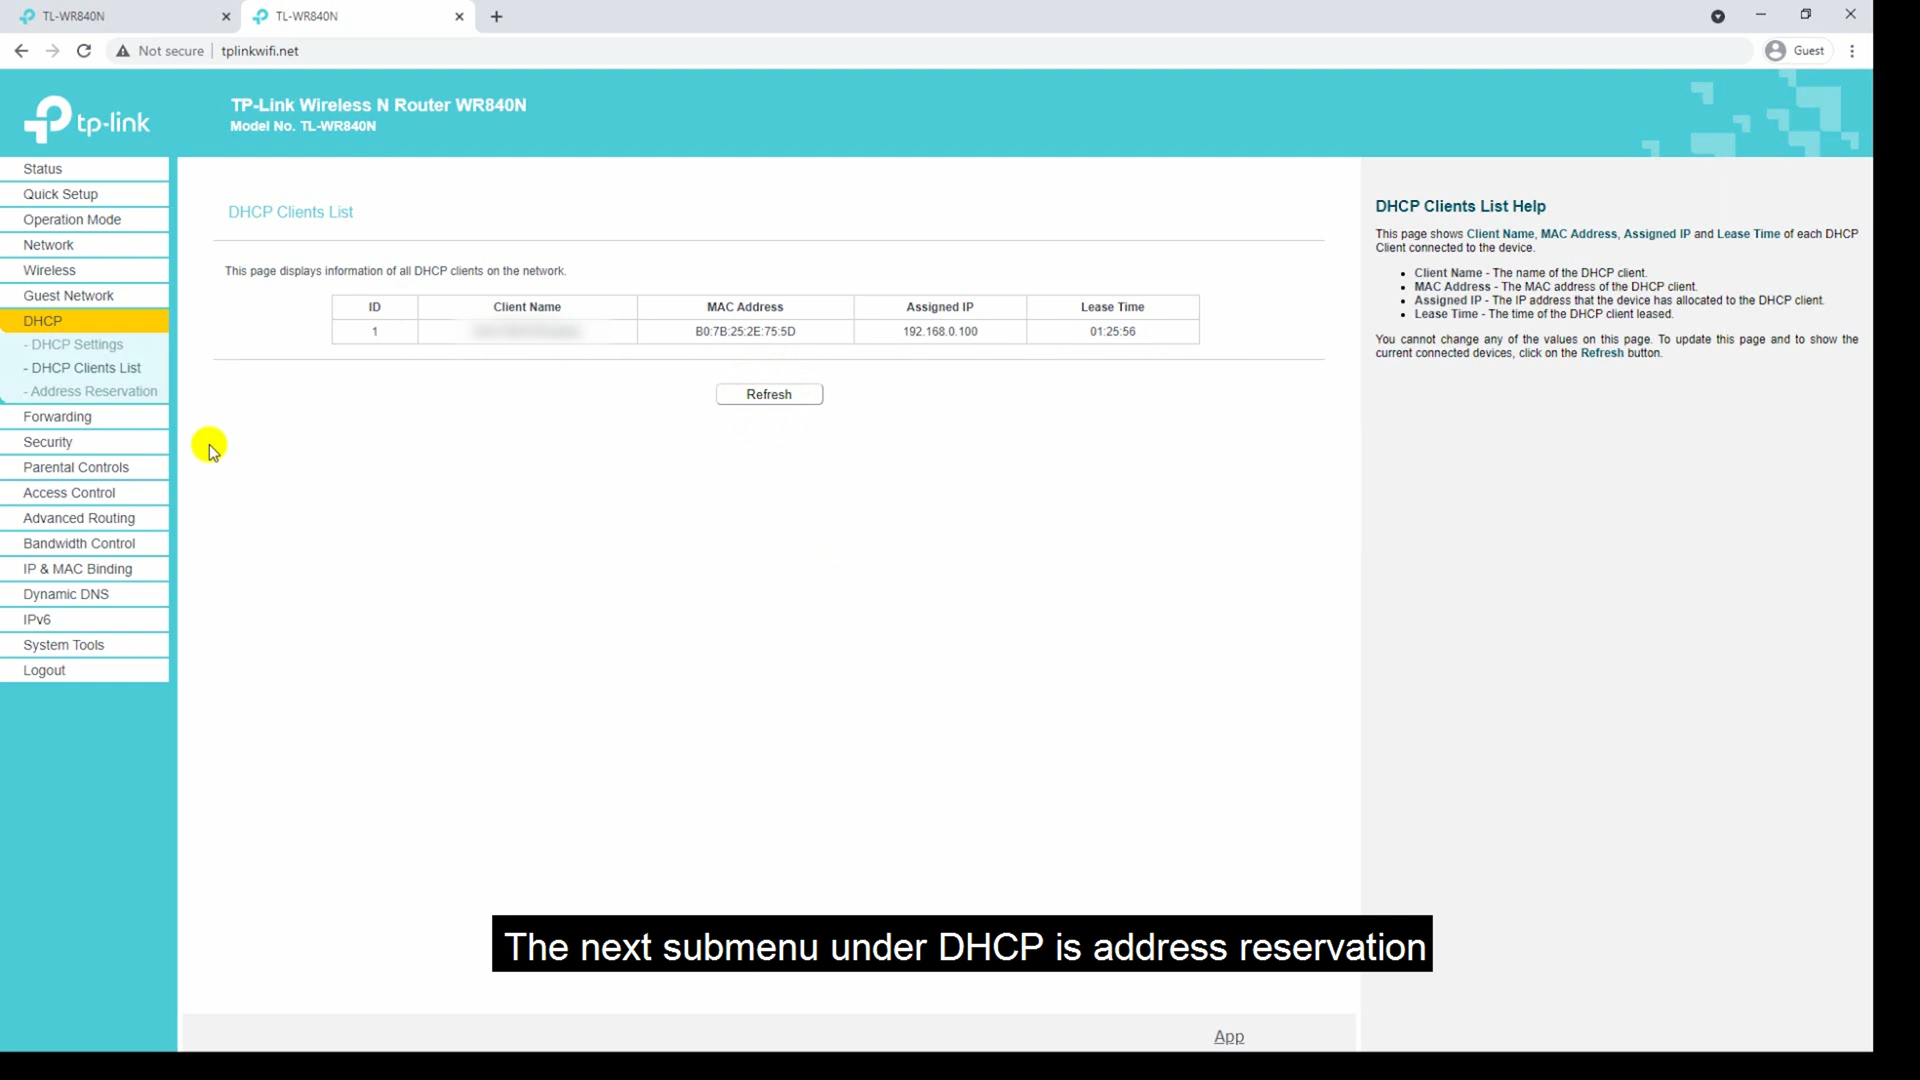 TL-WR840N
TL-WR840N
Not secure
tplinkwifi.net
Guest
tp-link
TP-Link Wireless N Router WR840N
Model No. TL-WR840N
Status
Quick Setup
Operation Mode
Network
Wireless
Guest Network
DHCP
- DHCP Settings
- DHCP Clients List
- Address Reservation
Forwarding
Security
Parental Controls
Access Control
Advanced Routing
Bandwidth Control
IP & MAC Binding
Dynamic DNS
IPv6
System Tools
Logout
DHCP Clients List
This page displays information of all DHCP clients on the network.
ID Client Name MAC Address Assigned IP Lease Time
1 B0:7B:25:2E:75:5D 192.168.0.100 01:25:56
Refresh
DHCP Clients List Help
This page shows Client Name, MAC Address, Assigned IP and Lease Time of each DHCP
Client connected to the device.
• Client Name - The name of the DHCP client.
• MAC Address - The MAC address of the DHCP client.
• Assigned IP - The IP address that the device has allocated to the DHCP client.
• Lease Time - The time of the DHCP client leased.
You cannot change any of the values on this page. To update this page and to show the
current connected devices, click on the Refresh button.
The next submenu under DHCP is address reservation
App